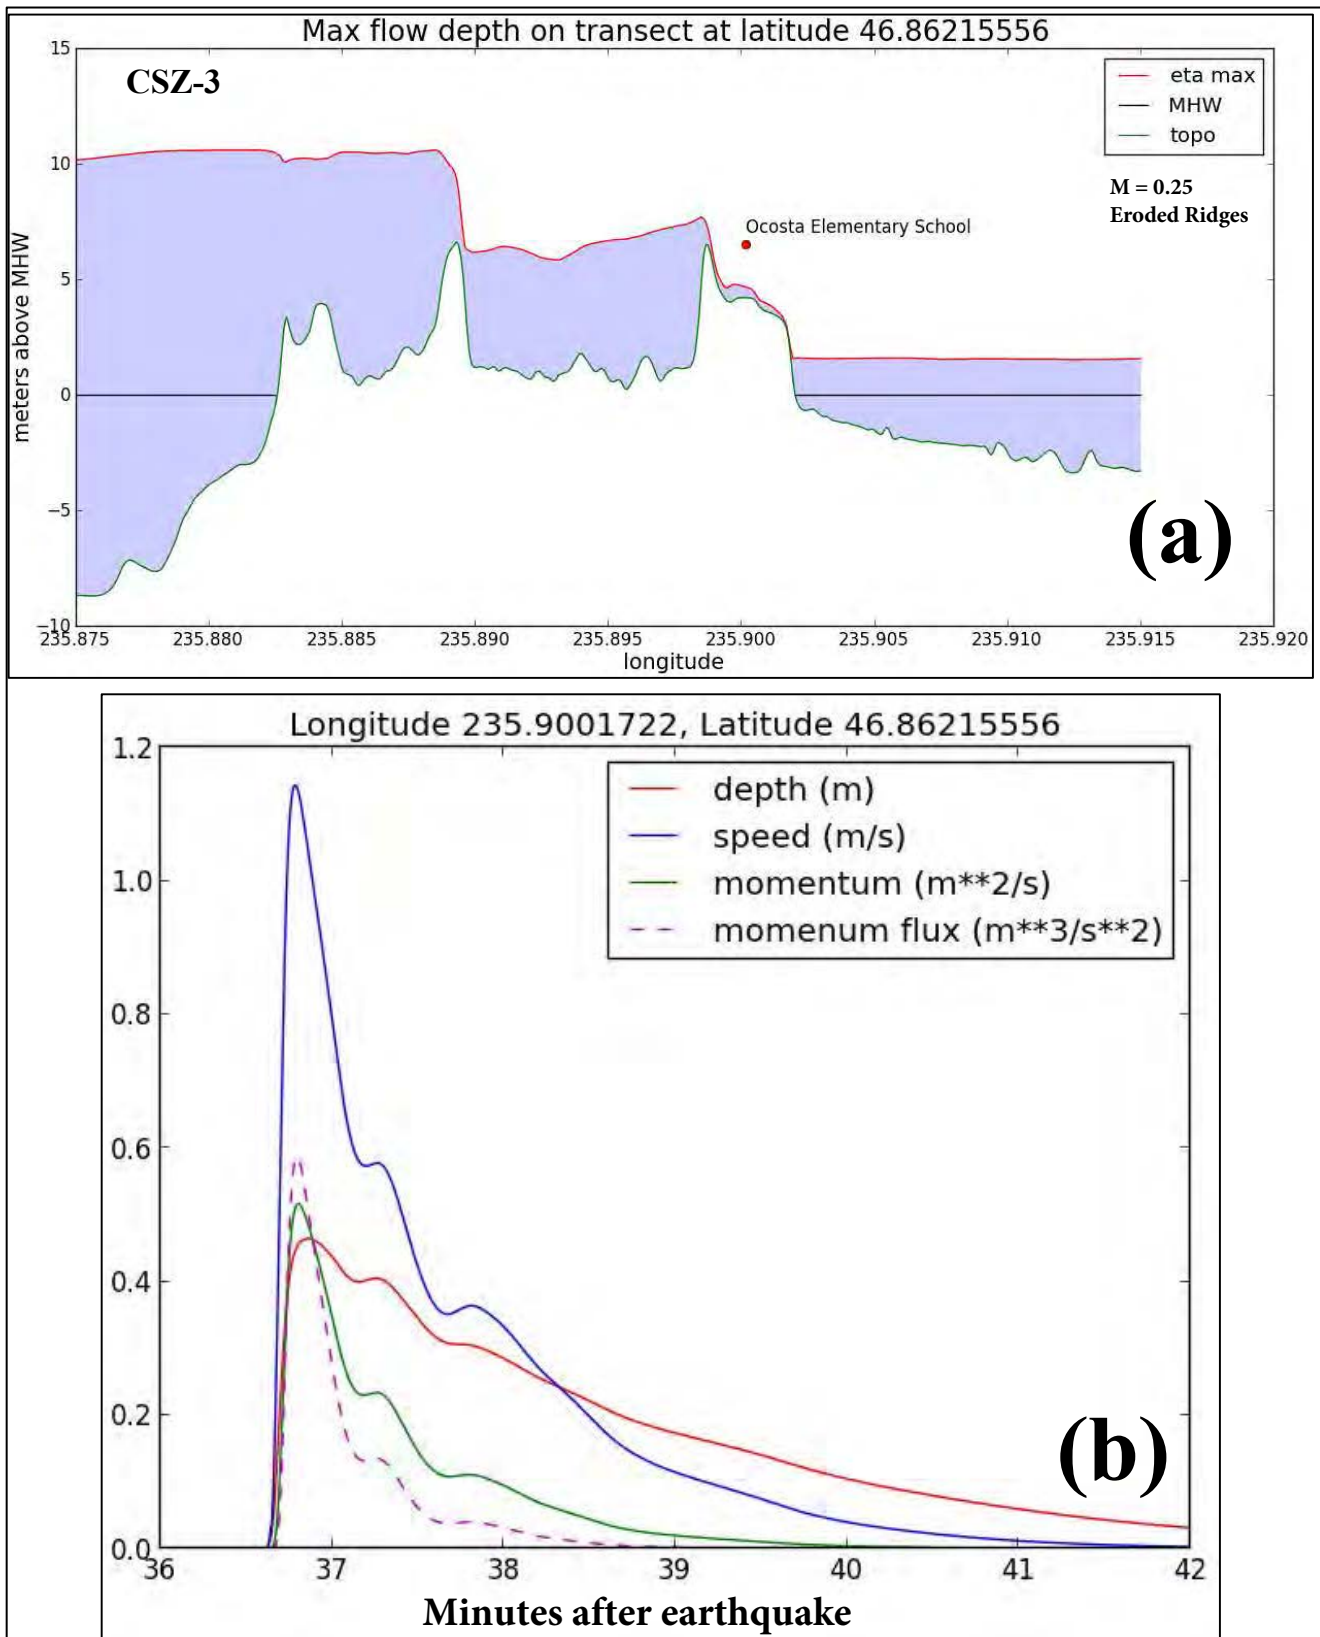 Max flow depth on transect at latitude 46.86215556
CSZ-3
eta max
MHW
topo
M = 0.25
Eroded Ridges
Ocosta Elementary School
meters above MHW
15
10
5
0
−5
−10
235.875 235.880 235.885 235.890 235.895 235.900 235.905 235.910 235.915 235.920
longitude
(a)
Longitude 235.9001722, Latitude 46.86215556
depth (m)
speed (m/s)
momentum (m**2/s)
momenum flux (m**3/s**2)
1.2
1.0
0.8
0.6
0.4
0.2
0.0
36 37 38 39 40 41 42
Minutes after earthquake
(b)